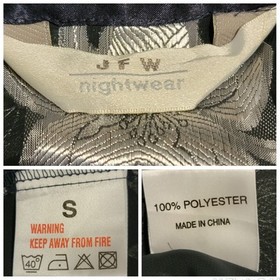 JFW
nightwear
S
WARNING
KEEP AWAY FROM FIRE
40°
100% POLYESTER
MADE IN CHINA